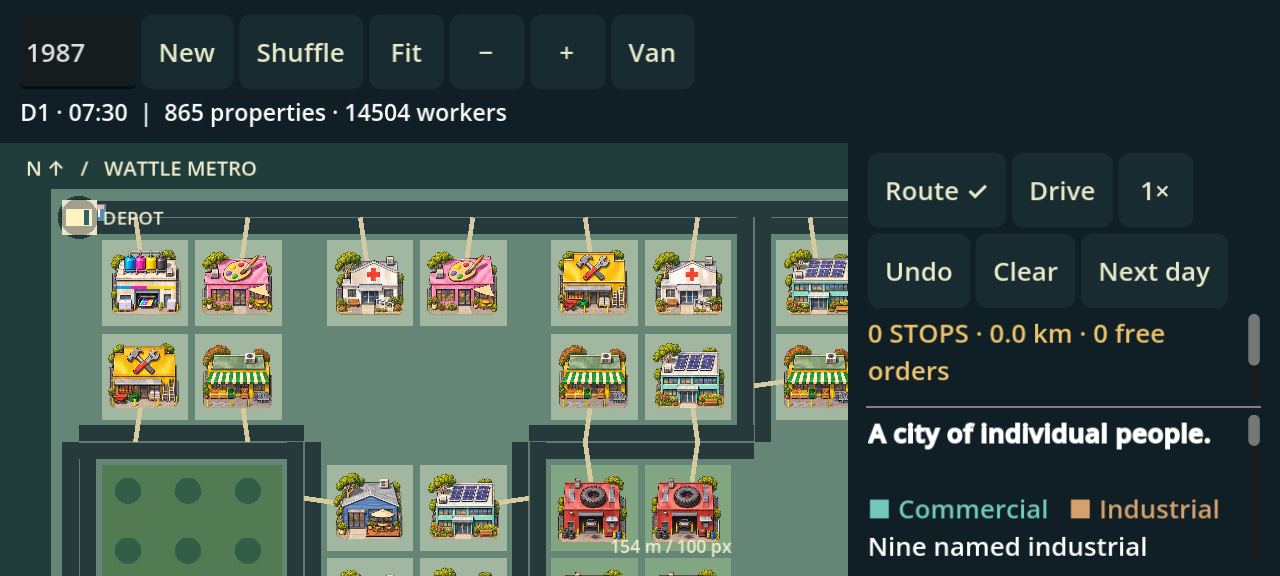 1987 New Shuffle Fit − + Van
D1 · 07:30 | 865 properties · 14504 workers
N ↑ / WATTLE METRO
DEPOT
154 m / 100 px
Route ✓ Drive 1×
Undo Clear Next day
0 STOPS · 0.0 km · 0 free
orders
A city of individual people.
■ Commercial ■ Industrial
Nine named industrial